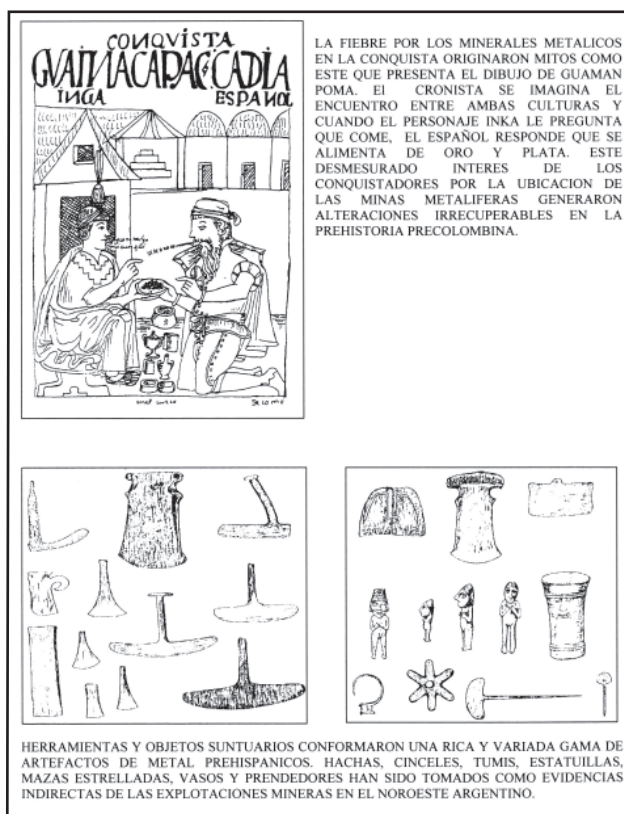 CONQVISTA
GVAINACAPAC CADIA
INGA ESPAÑOL
LA FIEBRE POR LOS MINERALES METALICOS
EN LA CONQUISTA ORIGINARON MITOS COMO
ESTE QUE PRESENTA EL DIBUJO DE GUAMAN
POMA. El CRONISTA SE IMAGINA EL
ENCUENTRO ENTRE AMBAS CULTURAS Y
CUANDO EL PERSONAJE INKA LE PREGUNTA
QUE COME, EL ESPAÑOL RESPONDE QUE SE
ALIMENTA DE ORO Y PLATA. ESTE
DESMESURADO INTERES DE LOS
CONQUISTADORES POR LA UBICACION DE
LAS MINAS METALIFERAS GENERARON
ALTERACIONES IRRECUPERABLES EN LA
PREHISTORIA PRECOLOMBINA.
HERRAMIENTAS Y OBJETOS SUNTUARIOS CONFORMARON UNA RICA Y VARIADA GAMA DE
ARTEFACTOS DE METAL PREHISPANICOS. HACHAS, CINCELES, TUMIS, ESTATUILLAS,
MAZAS ESTRELLADAS, VASOS Y PRENDEDORES HAN SIDO TOMADOS COMO EVIDENCIAS
INDIRECTAS DE LAS EXPLOTACIONES MINERAS EN EL NOROESTE ARGENTINO.